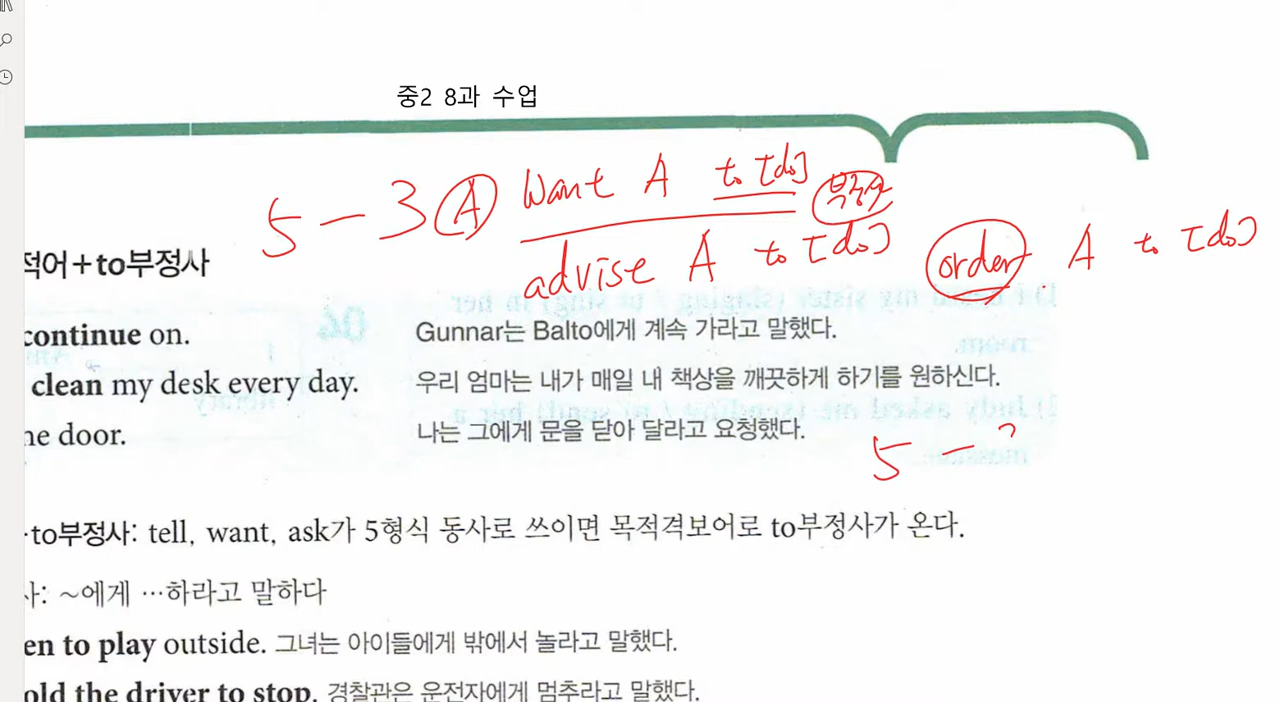 중2 8과 수업
5-3 Ⓐ want A to [do] 부정사
advise A to [do] order A to [do]
적어+to부정사
continue on. Gunnar는 Balto에게 계속 가라고 말했다.
clean my desk every day. 우리 엄마는 내가 매일 내 책상을 깨끗하게 하기를 원하신다.
he door. 나는 그에게 문을 닫아 달라고 요청했다.
5 -
to부정사: tell, want, ask가 5형식 동사로 쓰이면 목적격보어로 to부정사가 온다.
사: ~에게 …하라고 말하다
en to play outside. 그녀는 아이들에게 밖에서 놀라고 말했다.
old the driver to stop. 경찰관은 운전자에게 멈추라고 말했다.